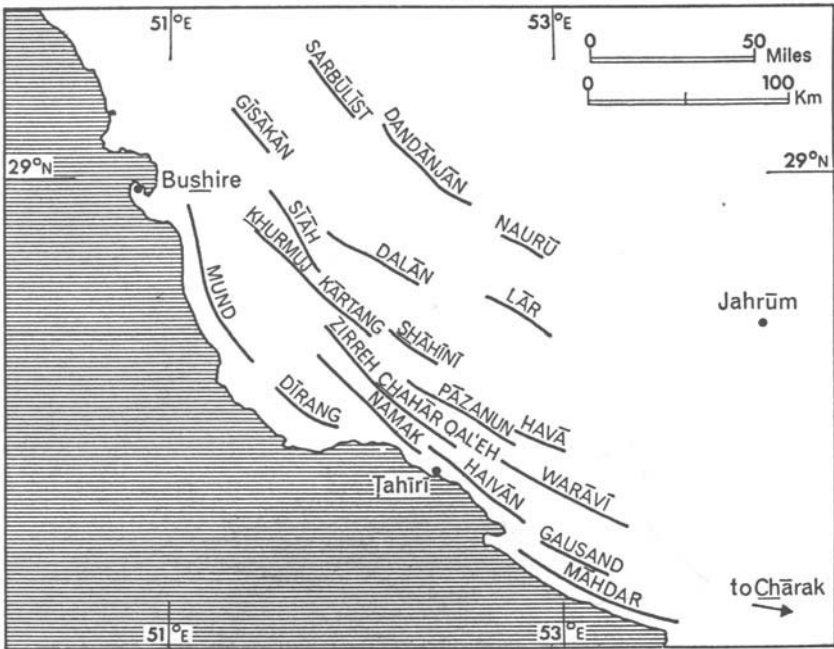 51°E
53°E
0 50
Miles
0 100
Km
SARBŪLĪST
GĪSĀKĀN
DANDĀNJĀN
29°N
29°N
Bushire
SĪĀH
NAURŪ
KHURMUJ
DALĀN
MUND
KĀRTANG
LĀR
Jahrūm
SHĀHĪNĪ
ZIRREH
CHAHĀR QAL'EH
PĀZANUN
HAVĀ
DĪRANG
NAMAK
WARĀVĪ
Ṭahīrī
HAIVĀN
GAUSAND
MĀHDAR
to Chārak
51°E
53°E